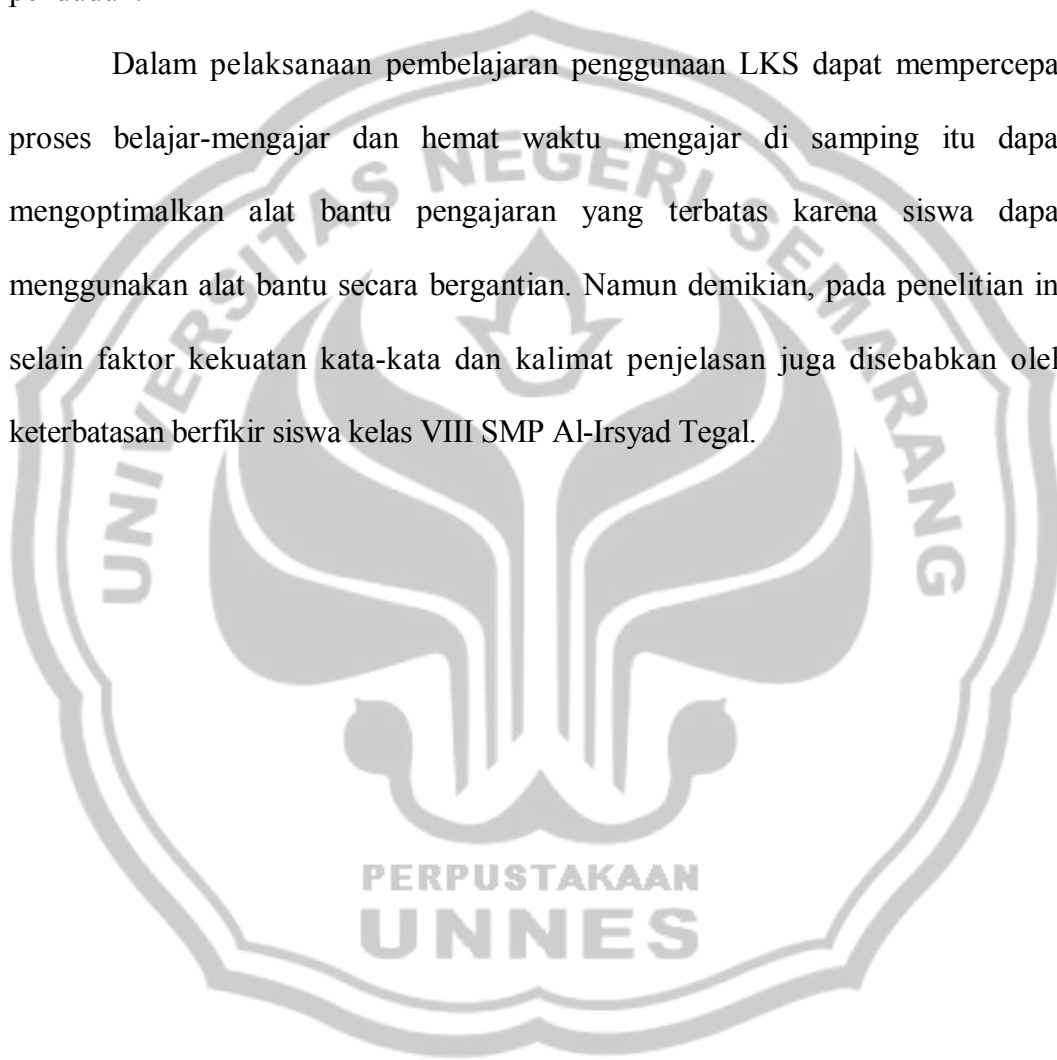 Dalam pelaksanaan pembelajaran penggunaan LKS dapat mempercepa
proses belajar-mengajar dan hemat waktu mengajar di samping itu dapa
mengoptimalkan alat bantu pengajaran yang terbatas karena siswa dapa
menggunakan alat bantu secara bergantian. Namun demikian, pada penelitian in
selain faktor kekuatan kata-kata dan kalimat penjelasan juga disebabkan oleh
keterbatasan berfikir siswa kelas VIII SMP Al-Irsyad Tegal.
UNIVERSITAS NEGERI SEMARANG
PERPUSTAKAAN
UNNES